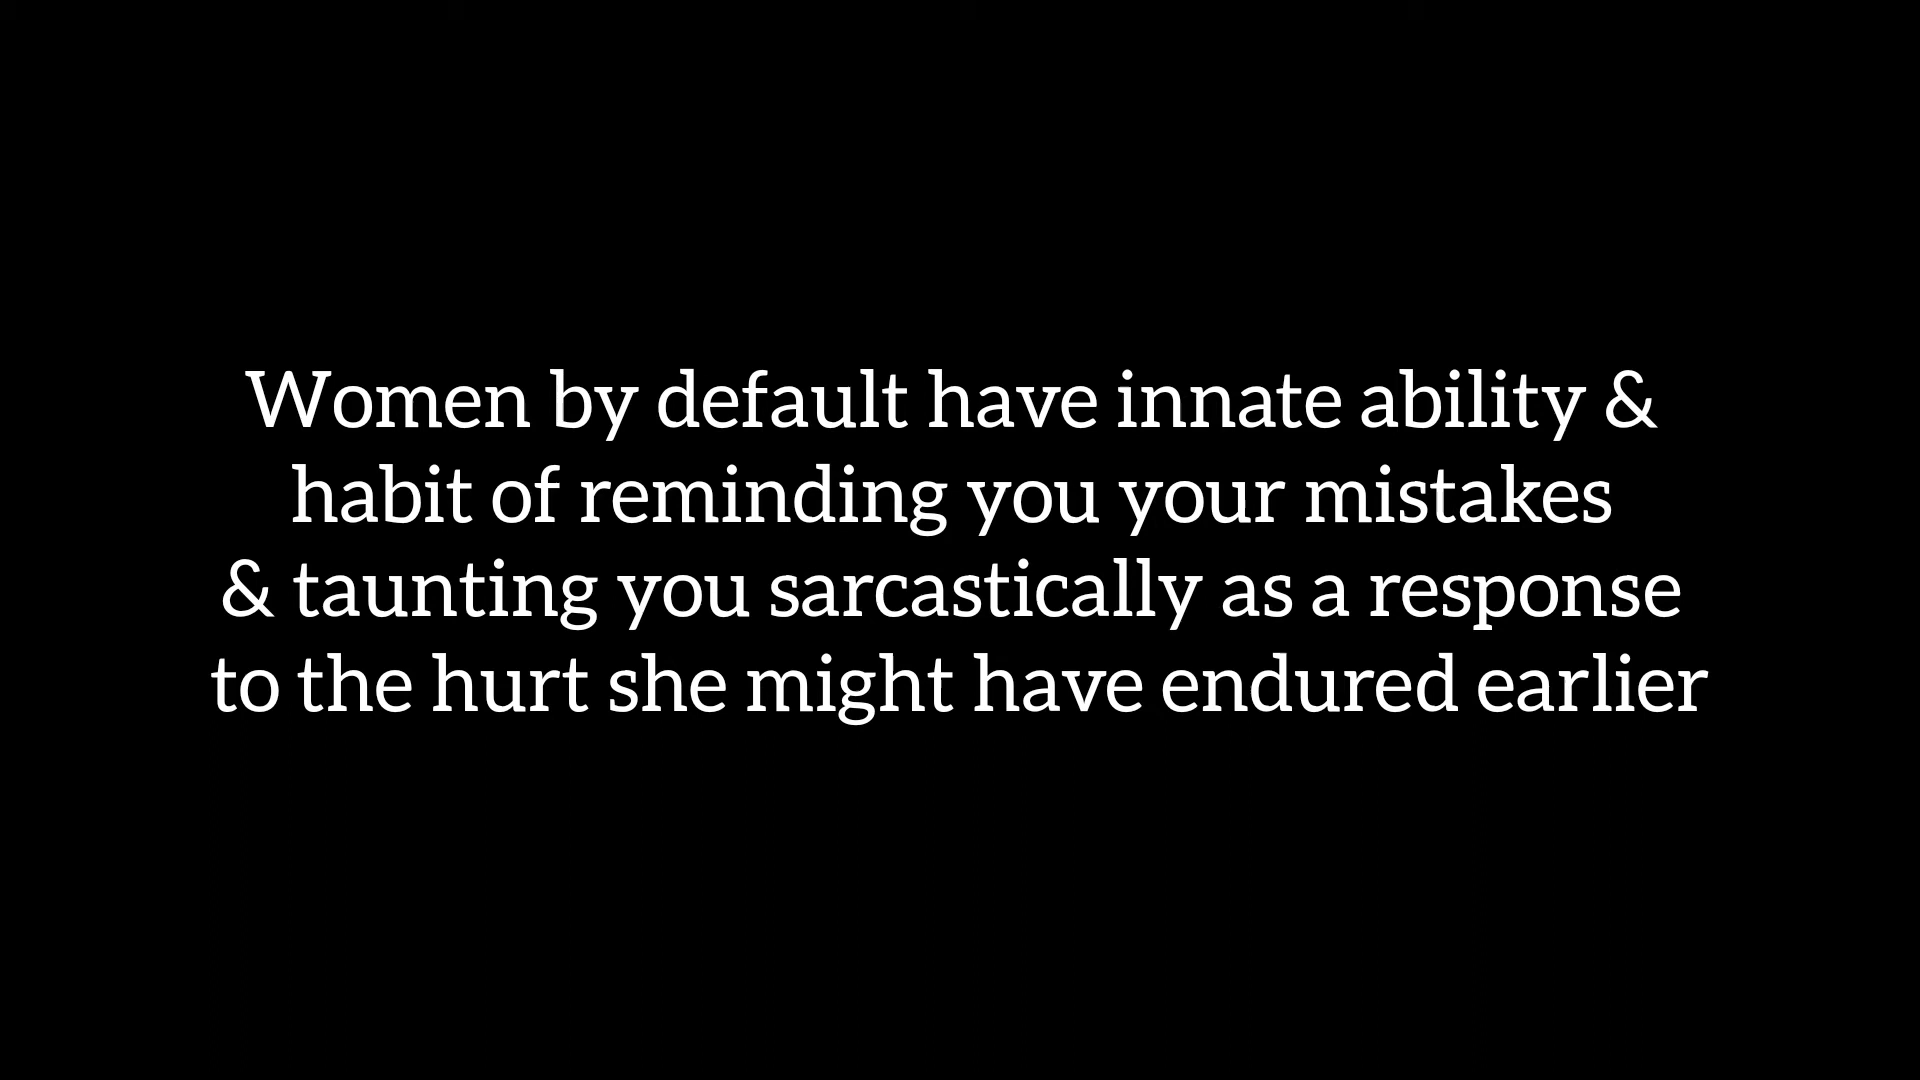 Women by default have innate ability &
habit of reminding you your mistakes
& taunting you sarcastically as a response
to the hurt she might have endured earlier